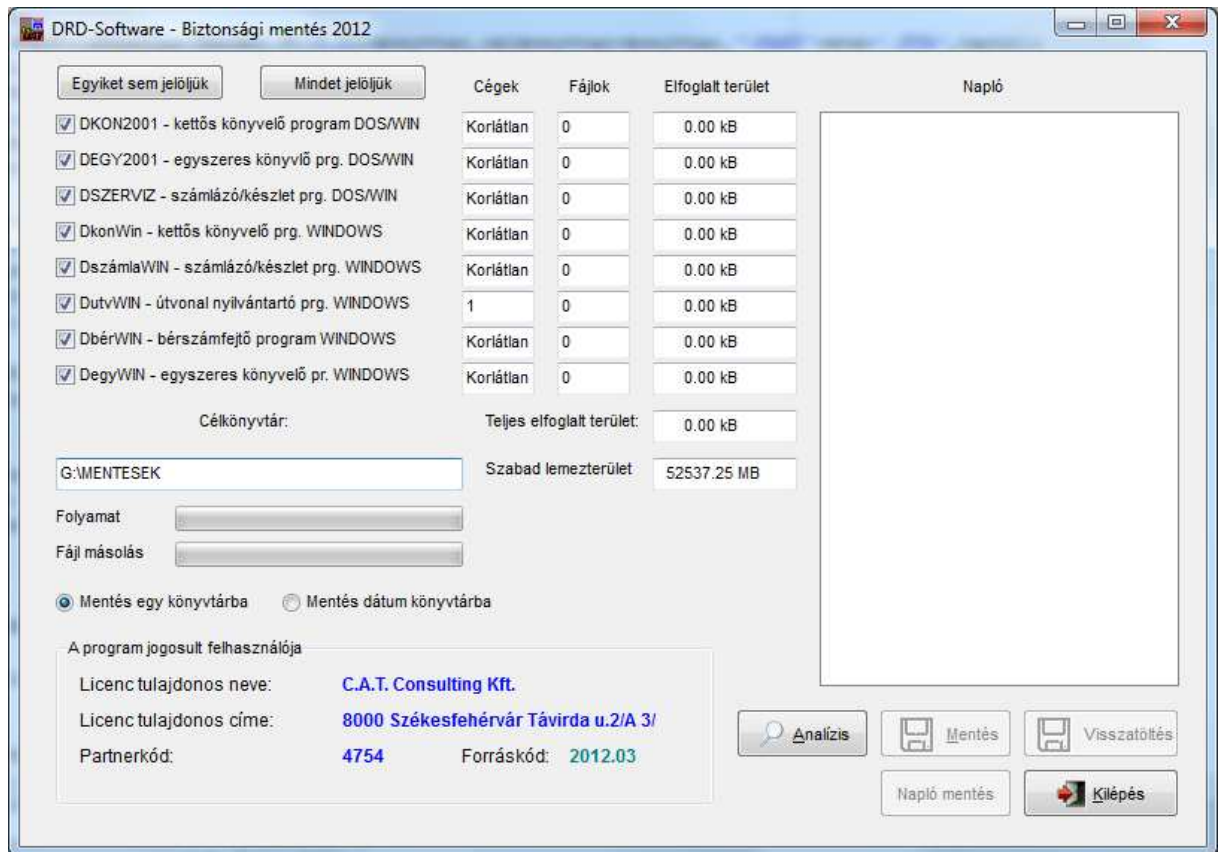 DRD-Software - Biztonsági mentés 2012
Egyiket sem jelöljük Mindet jelöljük Cégek Fájlok Elfoglalt terület Napló
DKON2001 - kettős könyvelő program DOS/WIN Korlátlan 0 0.00 kB
DEGY2001 - egyszeres könyvlő prg. DOS/WIN Korlátlan 0 0.00 kB
DSZERVIZ - számlázó/készlet prg. DOS/WIN Korlátlan 0 0.00 kB
DkonWin - kettős könyvelő prg. WINDOWS Korlátlan 0 0.00 kB
DszámlaWIN - számlázó/készlet prg. WINDOWS Korlátlan 0 0.00 kB
DutvWIN - útvonal nyilvántartó prg. WINDOWS 1 0 0.00 kB
DbérWIN - bérszámfejtő program WINDOWS Korlátlan 0 0.00 kB
DegyWIN - egyszeres könyvelő pr. WINDOWS Korlátlan 0 0.00 kB
Célkönyvtár: Teljes elfoglalt terület: 0.00 kB
G:\MENTESEK Szabad lemezterület 52537.25 MB
Folyamat
Fájl másolás
Mentés egy könyvtárba Mentés dátum könyvtárba
A program jogosult felhasználója
Licenc tulajdonos neve: C.A.T. Consulting Kft.
Licenc tulajdonos címe: 8000 Székesfehérvár Távirda u.2/A 3/
Partnerkód: 4754 Forráskód: 2012.03
Analízis Mentés Visszatöltés
Napló mentés Kilépés